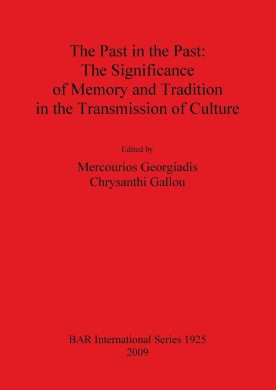 The Past in the Past:
The Significance
of Memory and Tradition
in the Transmission of Culture
Edited by
Mercourios Georgiadis
Chrysanthi Gallou
BAR International Series 1925
2009